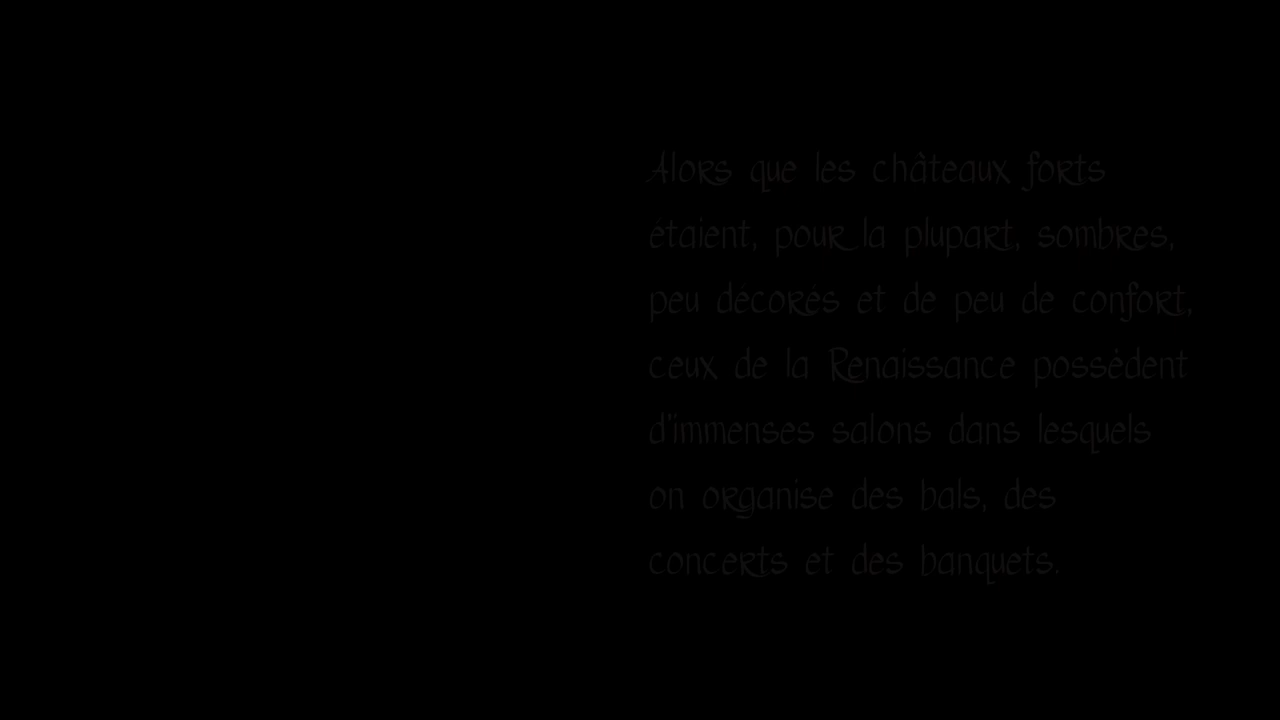 Alors que les châteaux forts
étaient, pour la plupart, sombres,
peu décorés et de peu de confort,
ceux de la Renaissance possèdent
d'immenses salons dans lesquels
on organise des bals, des
concerts et des banquets.